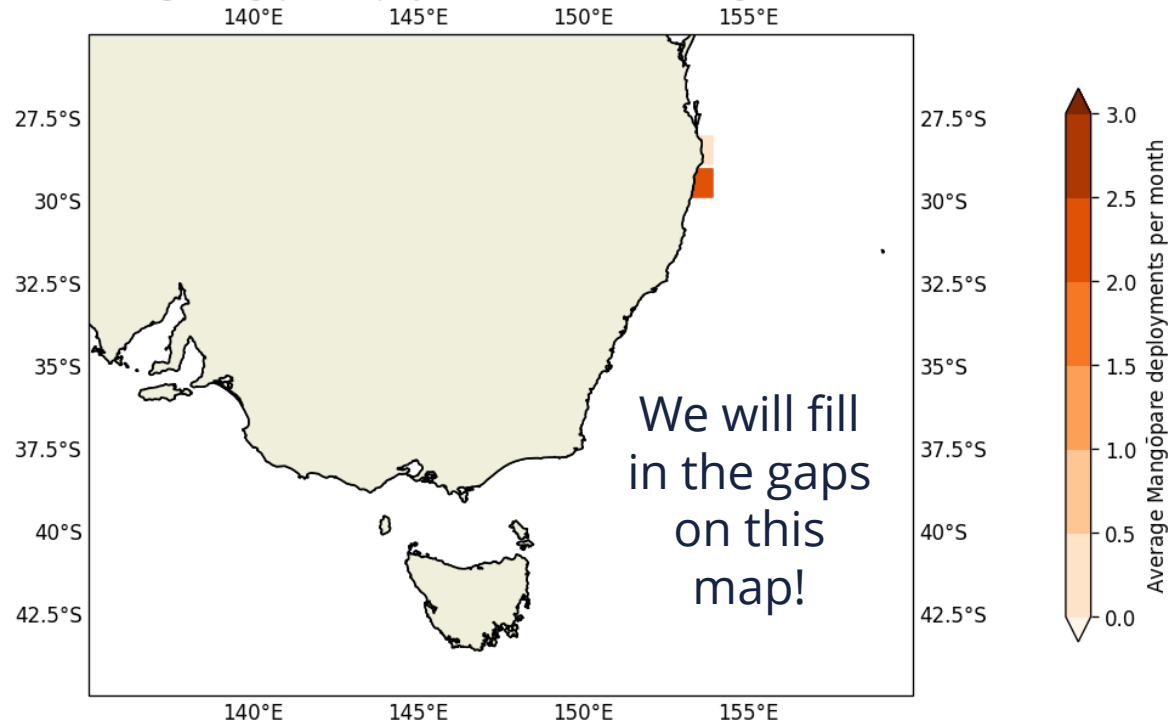 140°E 145°E 150°E 155°E
27.5°S 27.5°S
30°S 30°S
32.5°S 32.5°S
35°S 35°S
37.5°S 37.5°S
40°S 40°S
42.5°S 42.5°S
140°E 145°E 150°E 155°E
We will fill
in the gaps
on this
map!
3.0
2.5
2.0
1.5
1.0
0.5
0.0
Average Mangōpare deployments per month